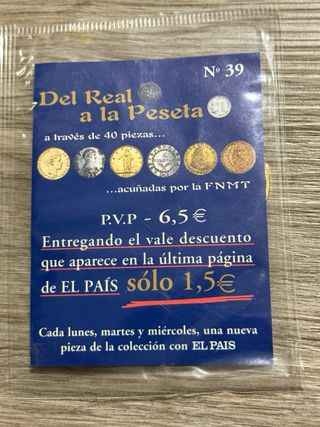 Nº 39
Del Real
a la Peseta
a través de 40 piezas...
...acuñadas por la FNMT
P.V.P - 6,5€
Entregando el vale descuento
que aparece en la última página
de EL PAÍS sólo 1,5€
Cada lunes, martes y miércoles, una nueva
pieza de la colección con EL PAIS